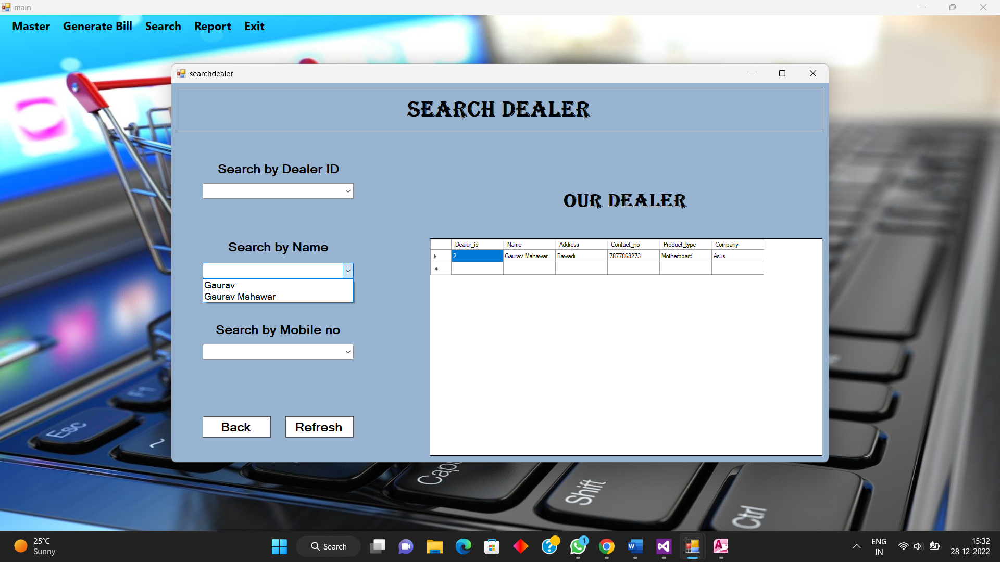 main
Master Generate Bill Search Report Exit
searchdealer
SEARCH DEALER
Search by Dealer ID
OUR DEALER
Search by Name
Gaurav
Gaurav Mahawar
Dealer_id Name Address Contact_no Product_type Company
2 Gaurav Mahawar Bawadi 7877868273 Motherboard Asus
Search by Mobile no
Back Refresh
Esc
F1
~
Caps
Shift
Ctrl
25°C
Sunny
Search
1
ENG
IN
15:32
28-12-2022